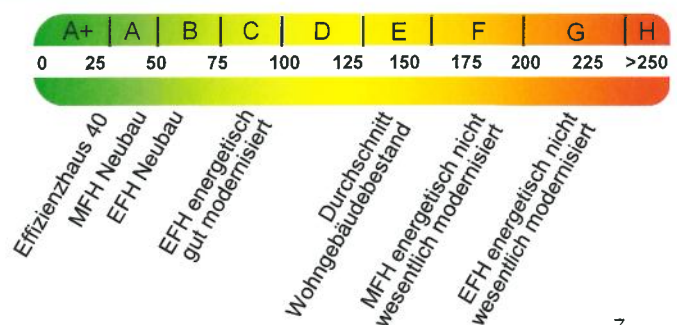 A+ A B C D E F G H
0 25 50 75 100 125 150 175 200 225 >250
Effizienzhaus 40
MFH Neubau
EFH Neubau
EFH energetisch
gut modernisiert
Durchschnitt
Wohngebäudebestand
MFH energetisch nicht
wesentlich modernisiert
EFH energetisch nicht
wesentlich modernisiert
7